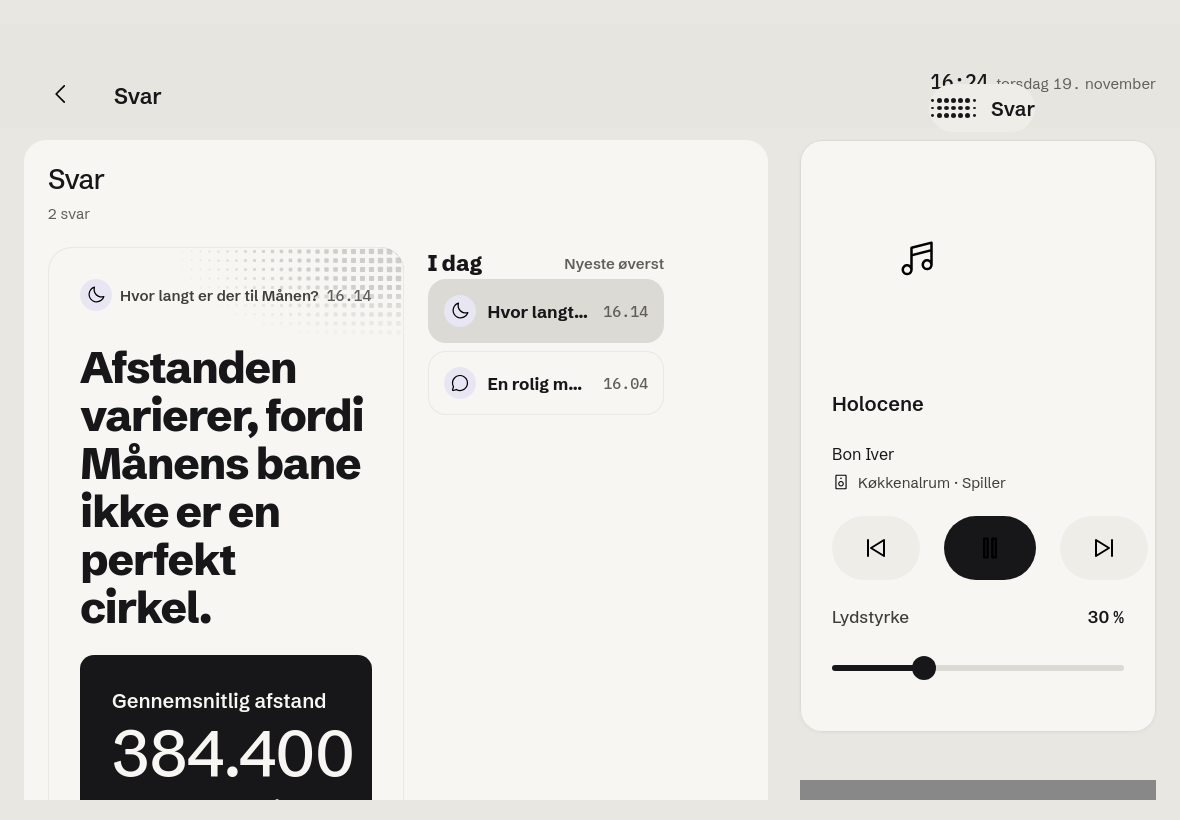 Svar
16:24 torsdag 19. november
Svar
Svar
2 svar
Hvor langt er der til Månen? 16.14
Afstanden
varierer, fordi
Månens bane
ikke er en
perfekt
cirkel.
Gennemsnitlig afstand
384.400
I dag
Nyeste øverst
Hvor langt... 16.14
En rolig m... 16.04
Holocene
Bon Iver
Køkkenalrum · Spiller
Lydstyrke
30 %